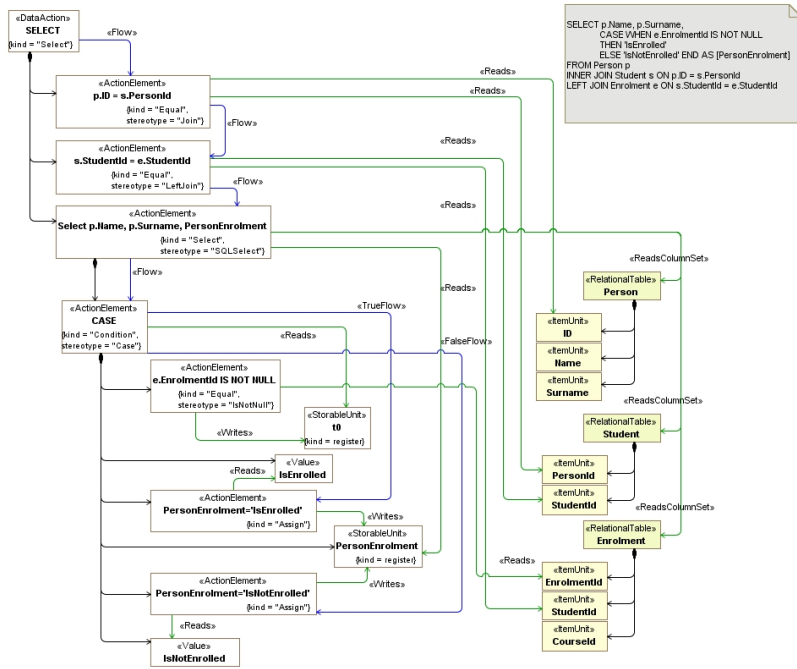 «DataAction»
SELECT
{kind = "Select"}
«Flow»
SELECT p.Name, p.Surname,
CASE WHEN e.EnrolmentId IS NOT NULL
THEN 'IsEnrolled'
ELSE 'IsNotEnrolled' END AS [PersonEnrolment]
FROM Person p
INNER JOIN Student s ON p.ID = s.PersonId
LEFT JOIN Enrolment e ON s.StudentId = e.StudentId
«ActionElement»
p.ID = s.PersonId
{kind = "Equal",
stereotype = "Join"}
«Reads»
«Reads»
«Flow»
«ActionElement»
s.StudentId = e.StudentId
{kind = "Equal",
stereotype = "LeftJoin"}
«Reads»
«Flow»
«Reads»
«ActionElement»
Select p.Name, p.Surname, PersonEnrolment
{kind = "Select",
stereotype = "SQLSelect"}
«Flow»
«Reads»
«ReadsColumnSet»
«RelationalTable»
Person
«ItemUnit»
ID
«ItemUnit»
Name
«ItemUnit»
Surname
«ActionElement»
CASE
{kind = "Condition",
stereotype = "Case"}
«TrueFlow»
«Reads»
«FalseFlow»
«ActionElement»
e.EnrolmentId IS NOT NULL
{kind = "Equal",
stereotype = "IsNotNull"}
«Writes»
«StorableUnit»
t0
{kind = register}
«ReadsColumnSet»
«RelationalTable»
Student
«ItemUnit»
PersonId
«ItemUnit»
StudentId
«Value»
IsEnrolled
«Reads»
«ActionElement»
PersonEnrolment='IsEnrolled'
{kind = "Assign"}
«Writes»
«StorableUnit»
PersonEnrolment
{kind = register}
«Writes»
«ReadsColumnSet»
«RelationalTable»
Enrolment
«Reads»
«ItemUnit»
EnrolmentId
«ItemUnit»
StudentId
«ItemUnit»
CourseId
«ActionElement»
PersonEnrolment='IsNotEnrolled'
{kind = "Assign"}
«Reads»
«Value»
IsNotEnrolled